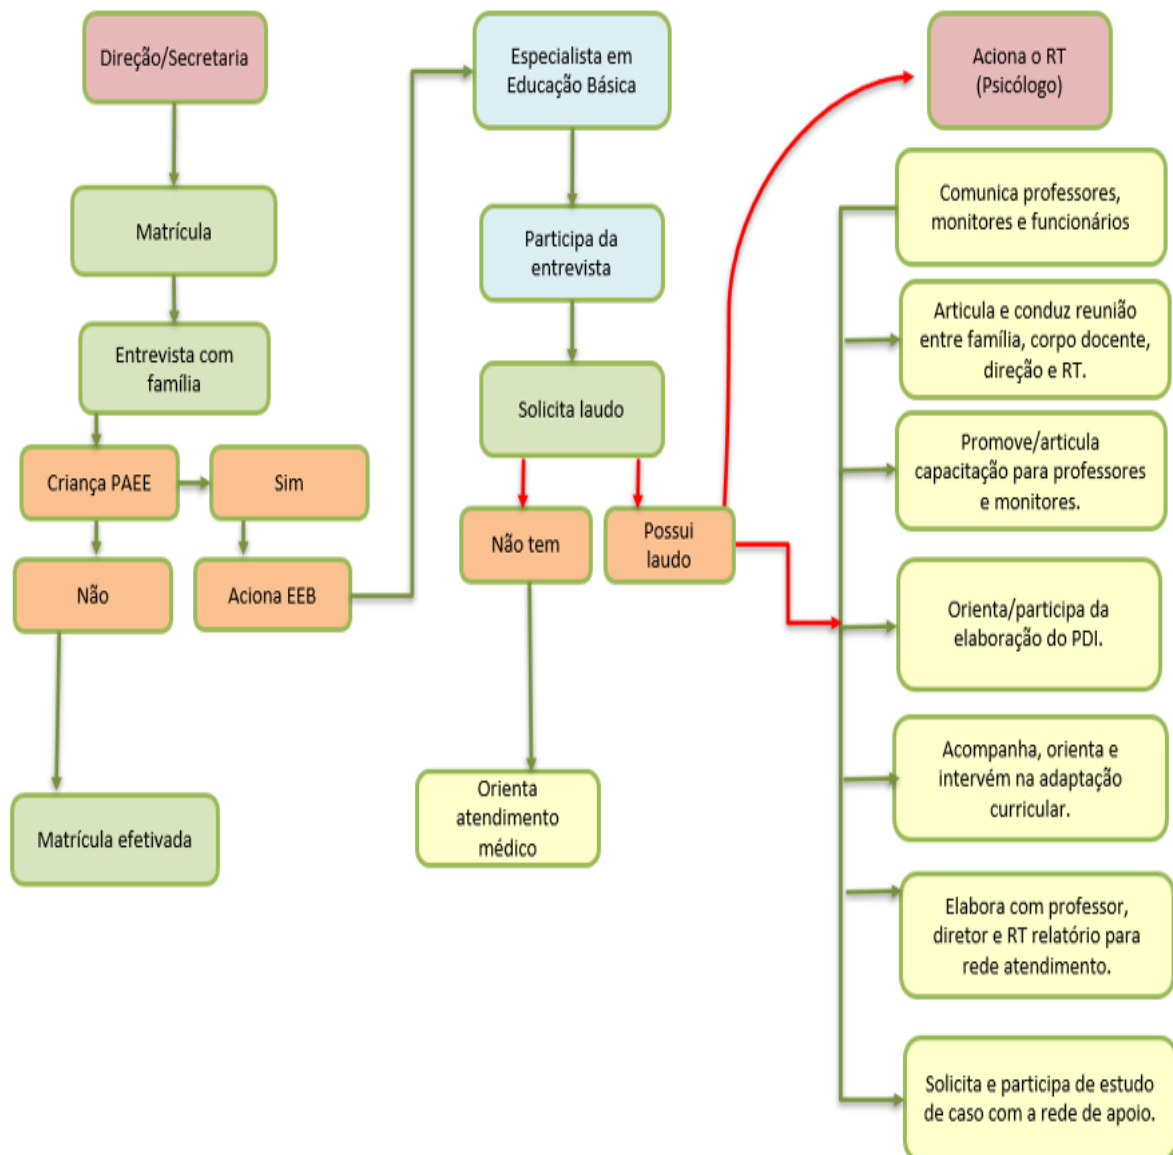 Direção/Secretaria
Matrícula
Entrevista com
família
Criança PAEE
Sim
Não
Aciona EEB
Matrícula efetivada
Especialista em
Educação Básica
Participa da
entrevista
Solicita laudo
Não tem
Possui
laudo
Orienta
atendimento
médico
Aciona o RT
(Psicólogo)
Comunica professores,
monitores e funcionários
Articula e conduz reunião
entre família, corpo docente,
direção e RT.
Promove/articula
capacitação para professores
e monitores.
Orienta/participa da
elaboração do PDI.
Acompanha, orienta e
intervém na adaptação
curricular.
Elabora com professor,
diretor e RT relatório para
rede atendimento.
Solicita e participa de estudo
de caso com a rede de apoio.